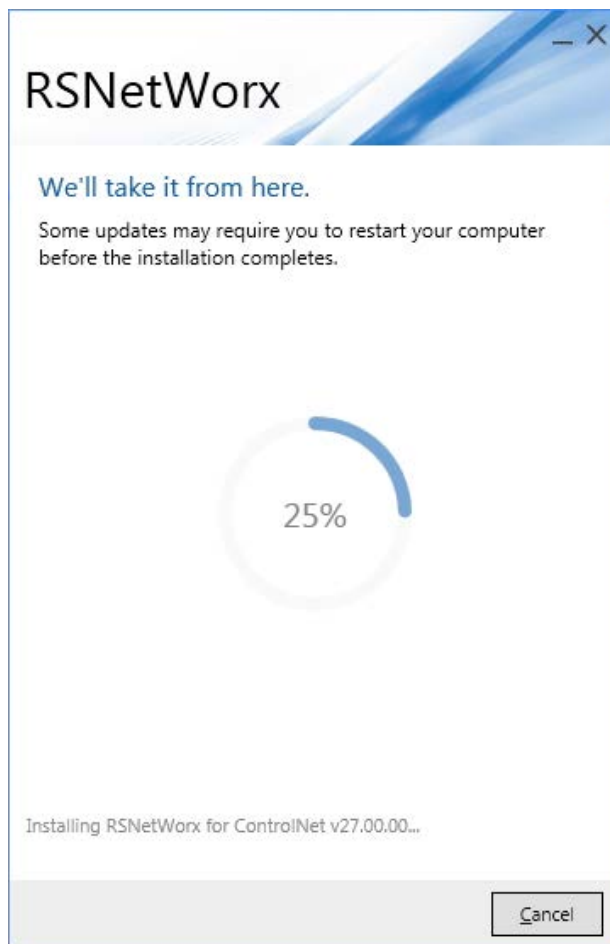 RSNetWorx
We'll take it from here.
Some updates may require you to restart your computer
before the installation completes.
25%
Installing RSNetWorx for ControlNet v27.00.00...
Cancel